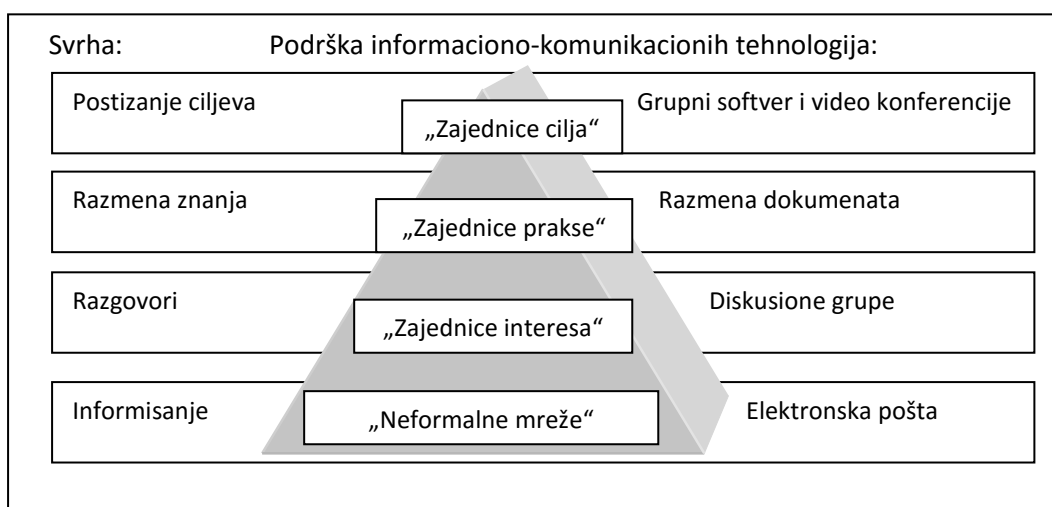 Svrha: Podrška informaciono-komunikacionih tehnologija:
Postizanje ciljeva
„Zajednice cilja“
Grupni softver i video konferencije
Razmena znanja
„Zajednice prakse“
Razmena dokumenata
Razgovori
„Zajednice interesa“
Diskusione grupe
Informisanje
„Neformalne mreže“
Elektronska pošta